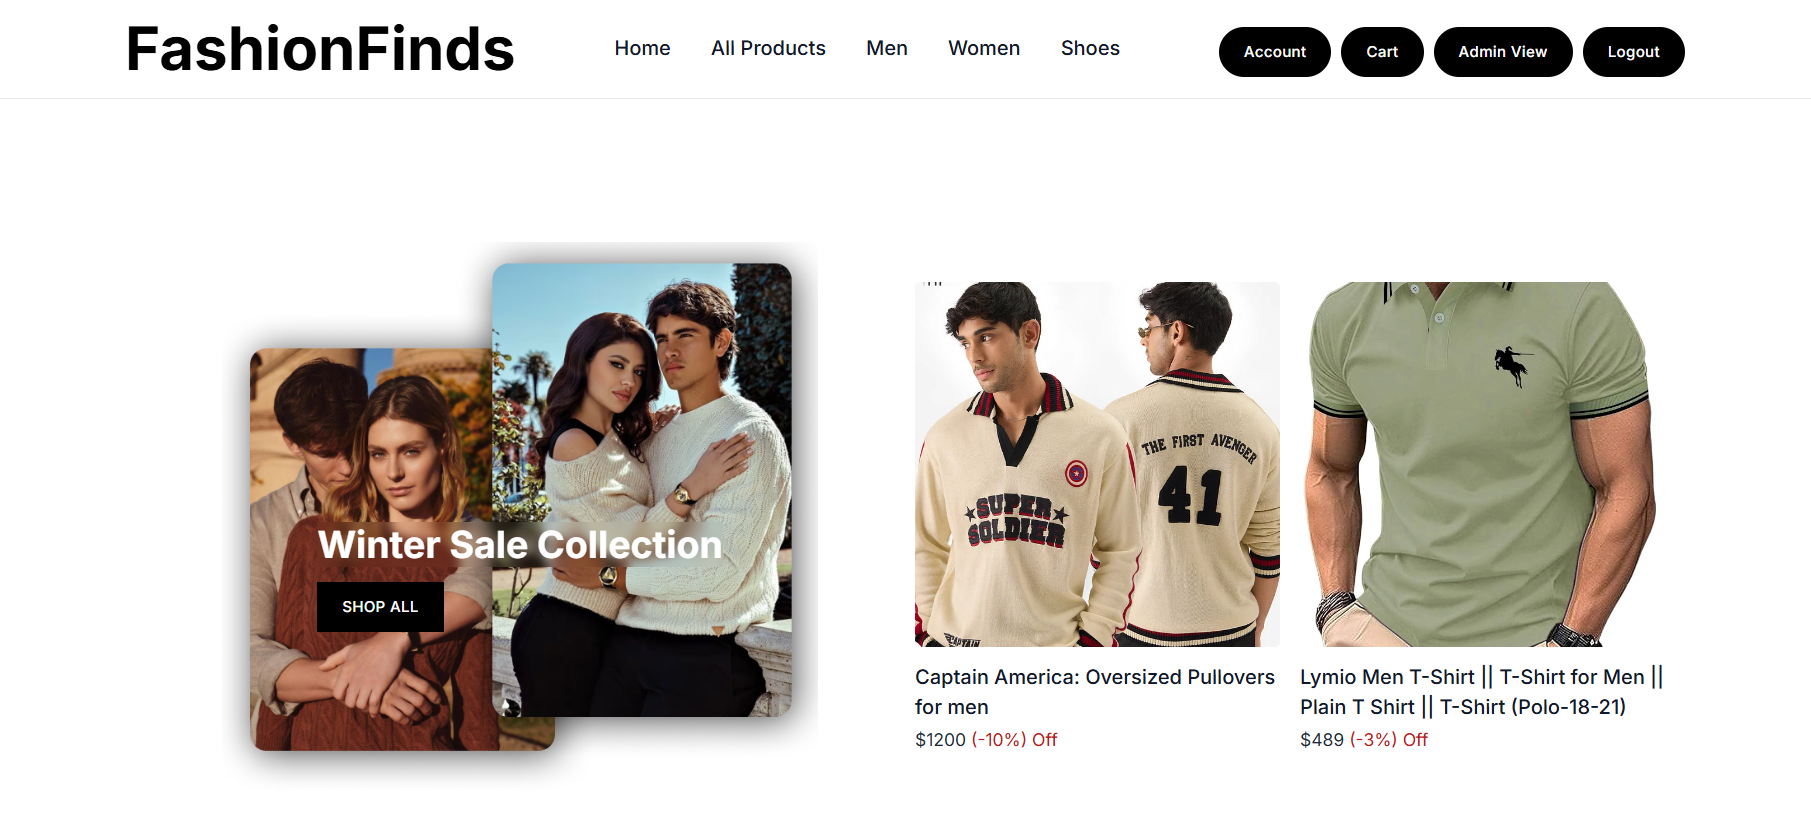 FashionFinds
Home
All Products
Men
Women
Shoes
Account
Cart
Admin View
Logout
Winter Sale Collection
SHOP ALL
SUPER
SOLDIER
THE FIRST AVENGER
41
CAPTAIN
Captain America: Oversized Pullovers
for men
$1200 (-10%) Off
Lymio Men T-Shirt || T-Shirt for Men ||
Plain T Shirt || T-Shirt (Polo-18-21)
$489 (-3%) Off